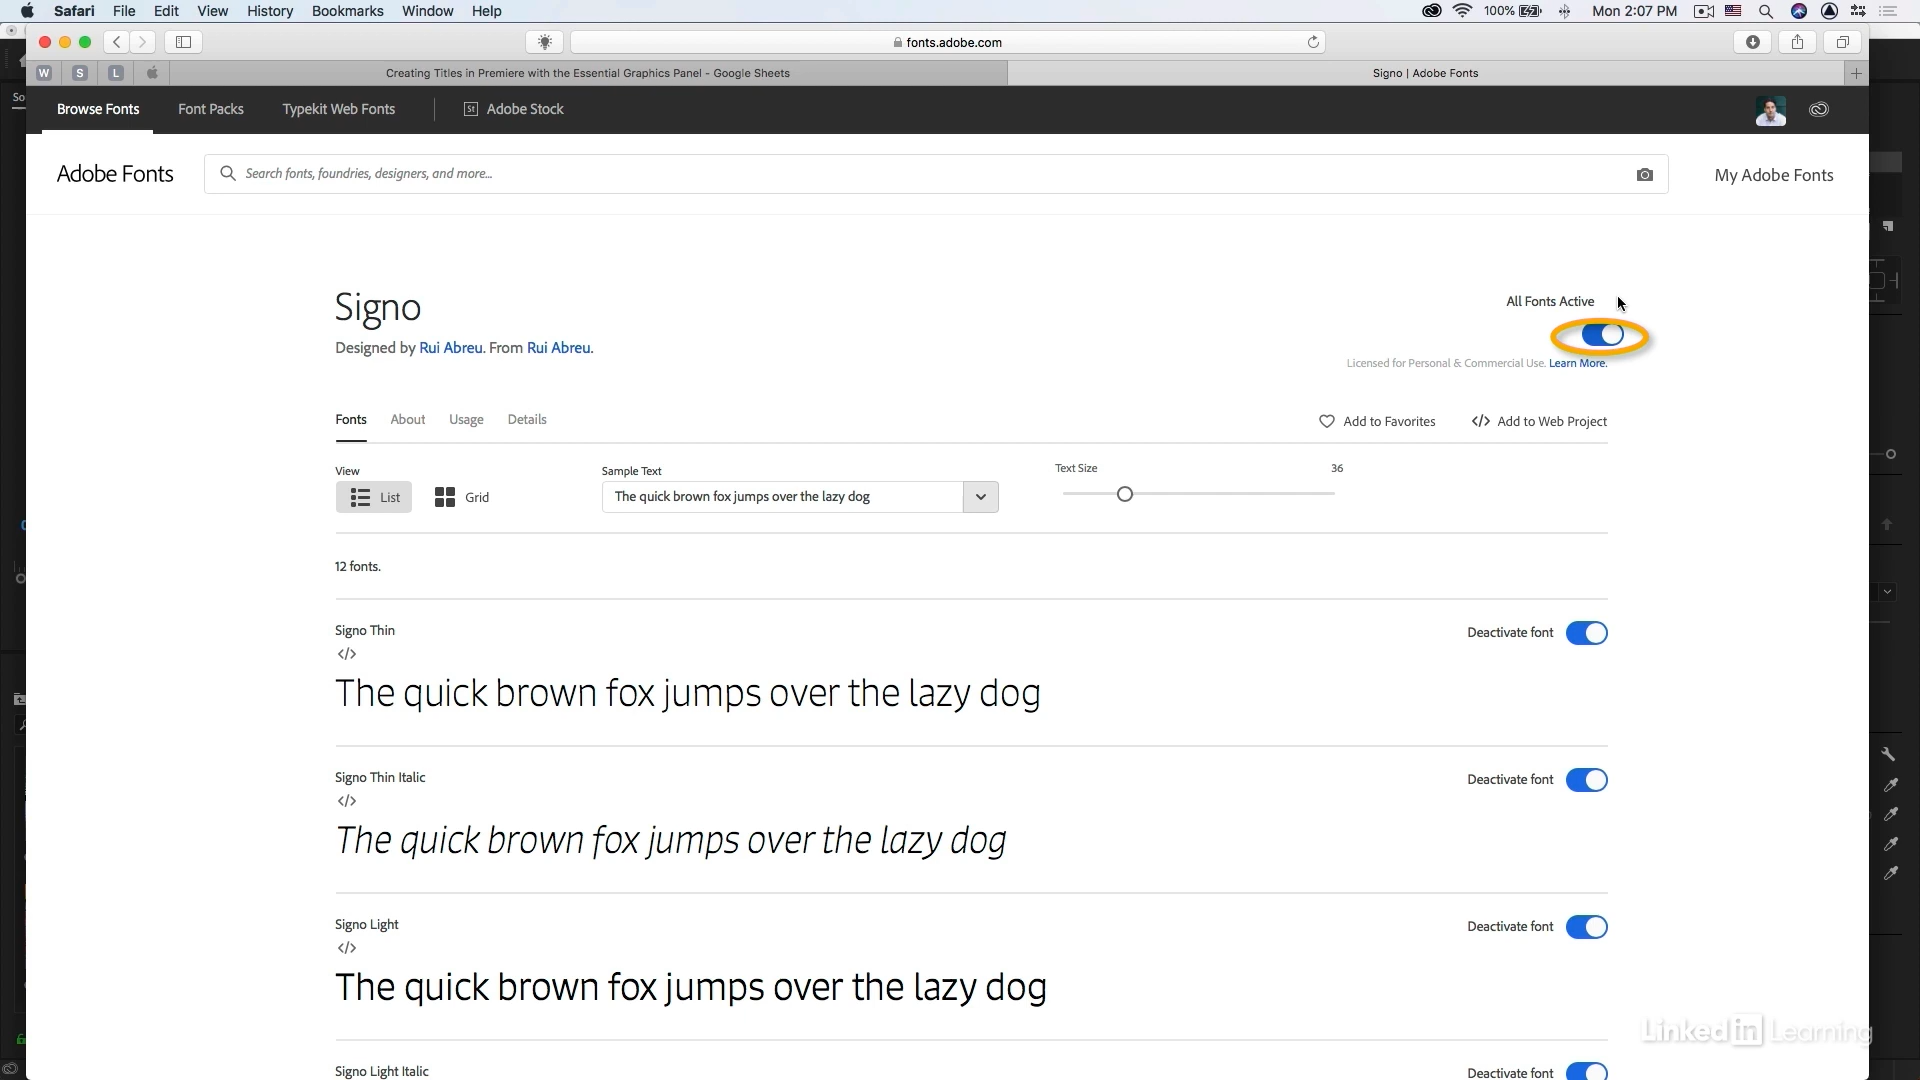 Safari File Edit View History Bookmarks Window Help 100% Mon 2:07 PM
fonts.adobe.com
W S L Creating Titles in Premiere with the Essential Graphics Panel - Google Sheets Signo | Adobe Fonts
So
Browse Fonts Font Packs Typekit Web Fonts St Adobe Stock
Adobe Fonts Search fonts, foundries, designers, and more... My Adobe Fonts
Signo
All Fonts Active
Designed by Rui Abreu. From Rui Abreu.
Licensed for Personal & Commercial Use. Learn More.
Fonts About Usage Details Add to Favorites </> Add to Web Project
View Sample Text Text Size 36
List Grid The quick brown fox jumps over the lazy dog
12 fonts.
Signo Thin Deactivate font
</>
The quick brown fox jumps over the lazy dog
Signo Thin Italic Deactivate font
</>
The quick brown fox jumps over the lazy dog
Signo Light Deactivate font
</>
The quick brown fox jumps over the lazy dog
LinkedIn Learning
Signo Light Italic Deactivate font